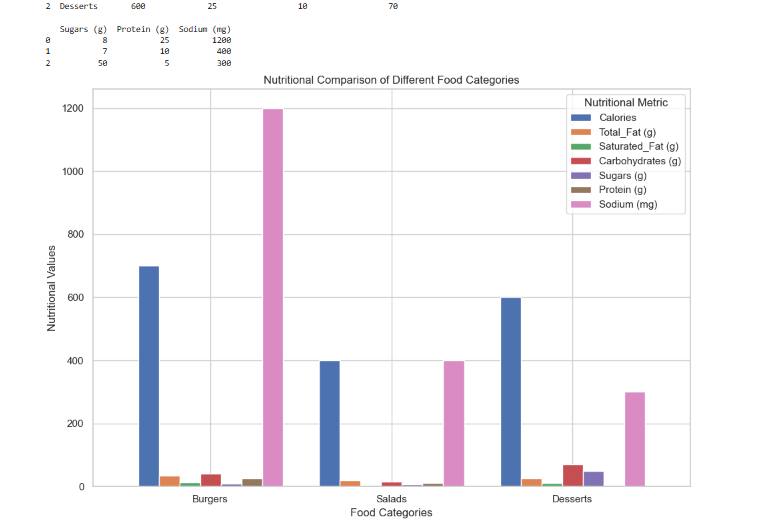 2 Desserts 600 25 10 70
Sugars (g) Protein (g) Sodium (mg)
0 8 25 1200
1 7 10 400
2 50 5 300
Nutritional Comparison of Different Food Categories
Nutritional Metric
Calories
Total_Fat (g)
Saturated_Fat (g)
Carbohydrates (g)
Sugars (g)
Protein (g)
Sodium (mg)
1200
1000
800
600
400
200
0
Nutritional Values
Burgers Salads Desserts
Food Categories